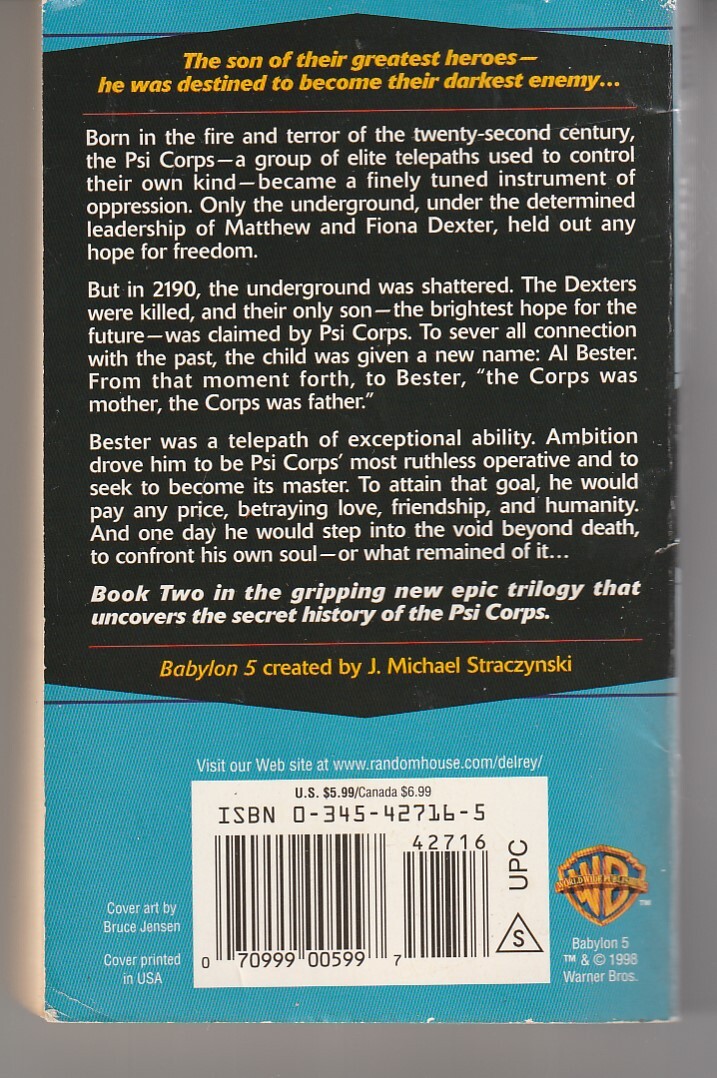 The son of their greatest heroes—
he was destined to become their darkest enemy...
Born in the fire and terror of the twenty-second century,
the Psi Corps—a group of elite telepaths used to control
their own kind—became a finely tuned instrument of
oppression. Only the underground, under the determined
leadership of Matthew and Fiona Dexter, held out any
hope for freedom.
But in 2190, the underground was shattered. The Dexters
were killed, and their only son—the brightest hope for the
future—was claimed by Psi Corps. To sever all connection
with the past, the child was given a new name: Al Bester.
From that moment forth, to Bester, “the Corps was
mother, the Corps was father.”
Bester was a telepath of exceptional ability. Ambition
drove him to be Psi Corps’ most ruthless operative and to
seek to become its master. To attain that goal, he would
pay any price, betraying love, friendship, and humanity.
And one day he would step into the void beyond death,
to confront his own soul—or what remained of it...
Book Two in the gripping new epic trilogy that
uncovers the secret history of the Psi Corps.
Babylon 5 created by J. Michael Straczynski
Visit our Web site at www.randomhouse.com/delrey/
U.S. $5.99/Canada $6.99
ISBN 0-345-42716-5
42716
UPC
S
0 70999 00599 7
Cover art by
Bruce Jensen
Cover printed
in USA
WB
WORLDWIDE PUBLISHING
TM
Babylon 5
™ & © 1998
Warner Bros.